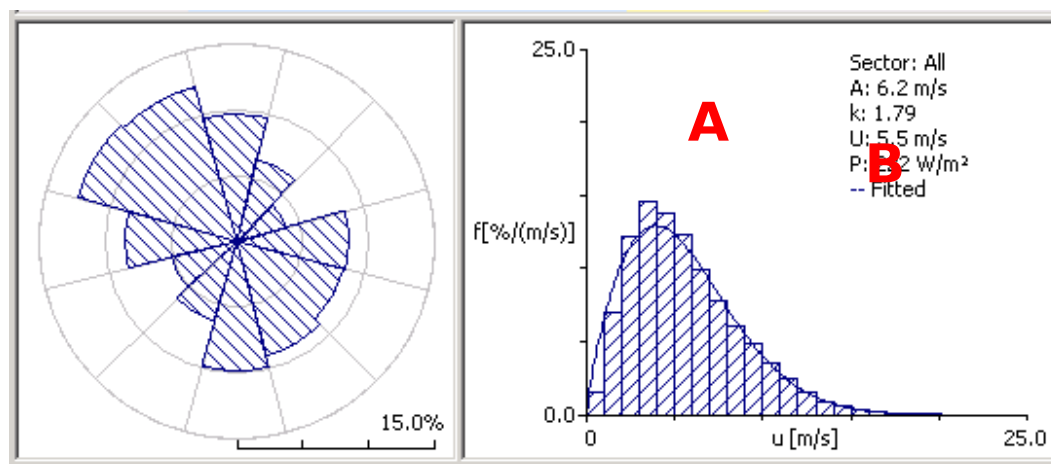 15.0%
25.0
f[%/(m/s)]
0.0
0
u [m/s]
25.0
Sector: All
A: 6.2 m/s
k: 1.79
U: 5.5 m/s
P: W/m²
-- Fitted
A
B